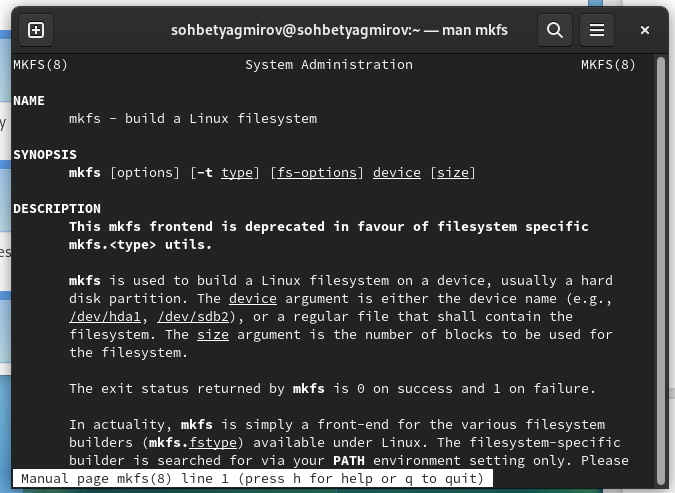 sohbetyagmirov@sohbetyagmirov:~ — man mkfs
MKFS(8) System Administration MKFS(8)
NAME
mkfs - build a Linux filesystem
SYNOPSIS
mkfs [options] [-t type] [fs-options] device [size]
DESCRIPTION
This mkfs frontend is deprecated in favour of filesystem specific
mkfs.<type> utils.
mkfs is used to build a Linux filesystem on a device, usually a hard
disk partition. The device argument is either the device name (e.g.,
/dev/hda1, /dev/sdb2), or a regular file that shall contain the
filesystem. The size argument is the number of blocks to be used for
the filesystem.
The exit status returned by mkfs is 0 on success and 1 on failure.
In actuality, mkfs is simply a front-end for the various filesystem
builders (mkfs.fstype) available under Linux. The filesystem-specific
builder is searched for via your PATH environment setting only. Please
Manual page mkfs(8) line 1 (press h for help or q to quit)